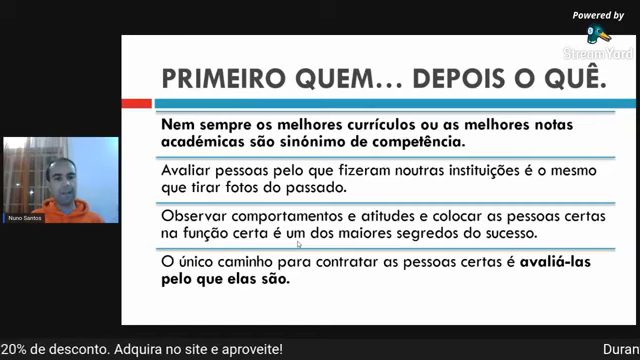 Powered by
StreamYard
PRIMEIRO QUEM... DEPOIS O QUÊ.
Nem sempre os melhores currículos ou as melhores notas
académicas são sinónimo de competência.
Avaliar pessoas pelo que fizeram noutras instituições é o mesmo
que tirar fotos do passado.
Observar comportamentos e atitudes e colocar as pessoas certas
na função certa é um dos maiores segredos do sucesso.
O único caminho para contratar as pessoas certas é avaliá-las
pelo que elas são.
Nuno Santos
20% de desconto. Adquira no site e aproveite!
Duran